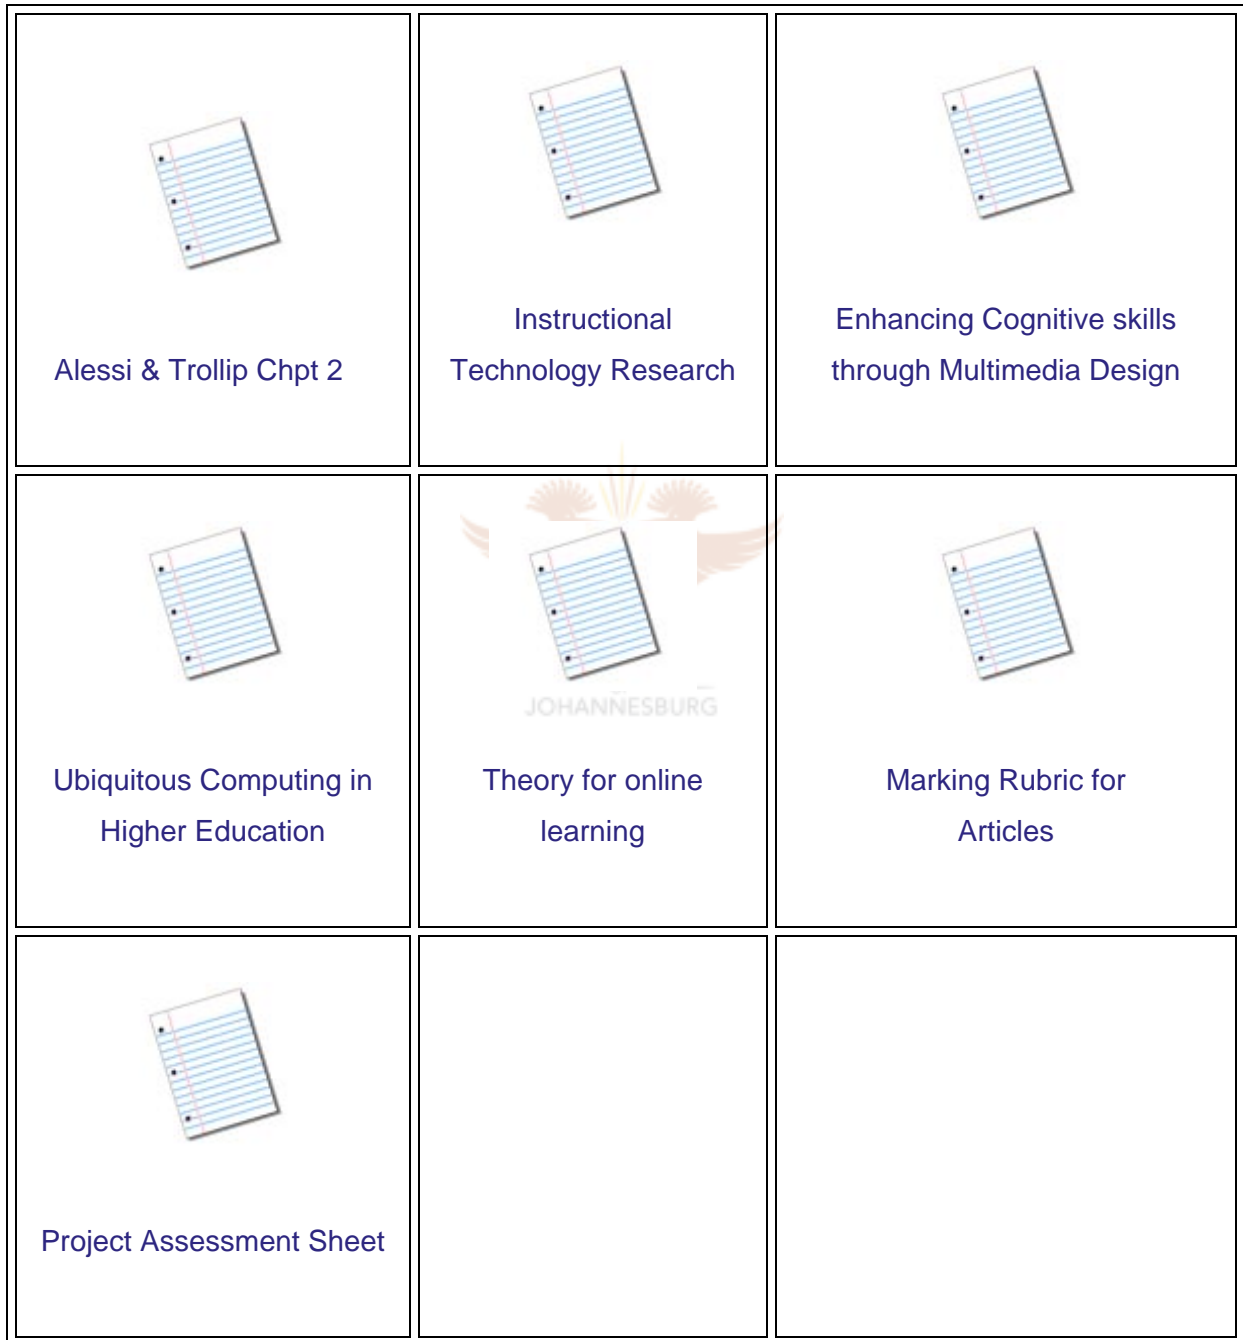 Alessi & Trollip Chpt 2
Instructional
Technology Research
Enhancing Cognitive skills
through Multimedia Design
Ubiquitous Computing in
Higher Education
JOHANNESBURG
Theory for online
learning
Marking Rubric for
Articles
Project Assessment Sheet